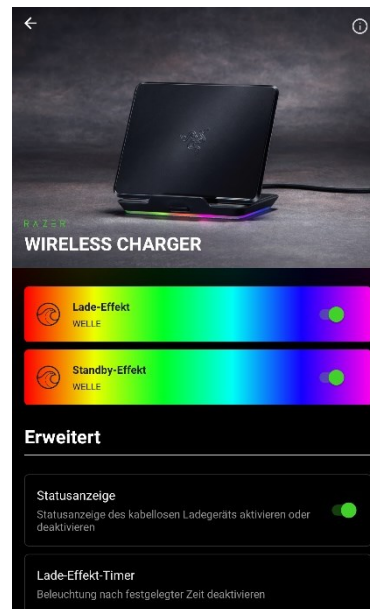 RAZER
WIRELESS CHARGER
Lade-Effekt
WELLE
Standby-Effekt
WELLE
Erweitert
Statusanzeige
Statusanzeige des kabellosen Ladegeräts aktivieren oder
deaktivieren
Lade-Effekt-Timer
Beleuchtung nach festgelegter Zeit deaktivieren